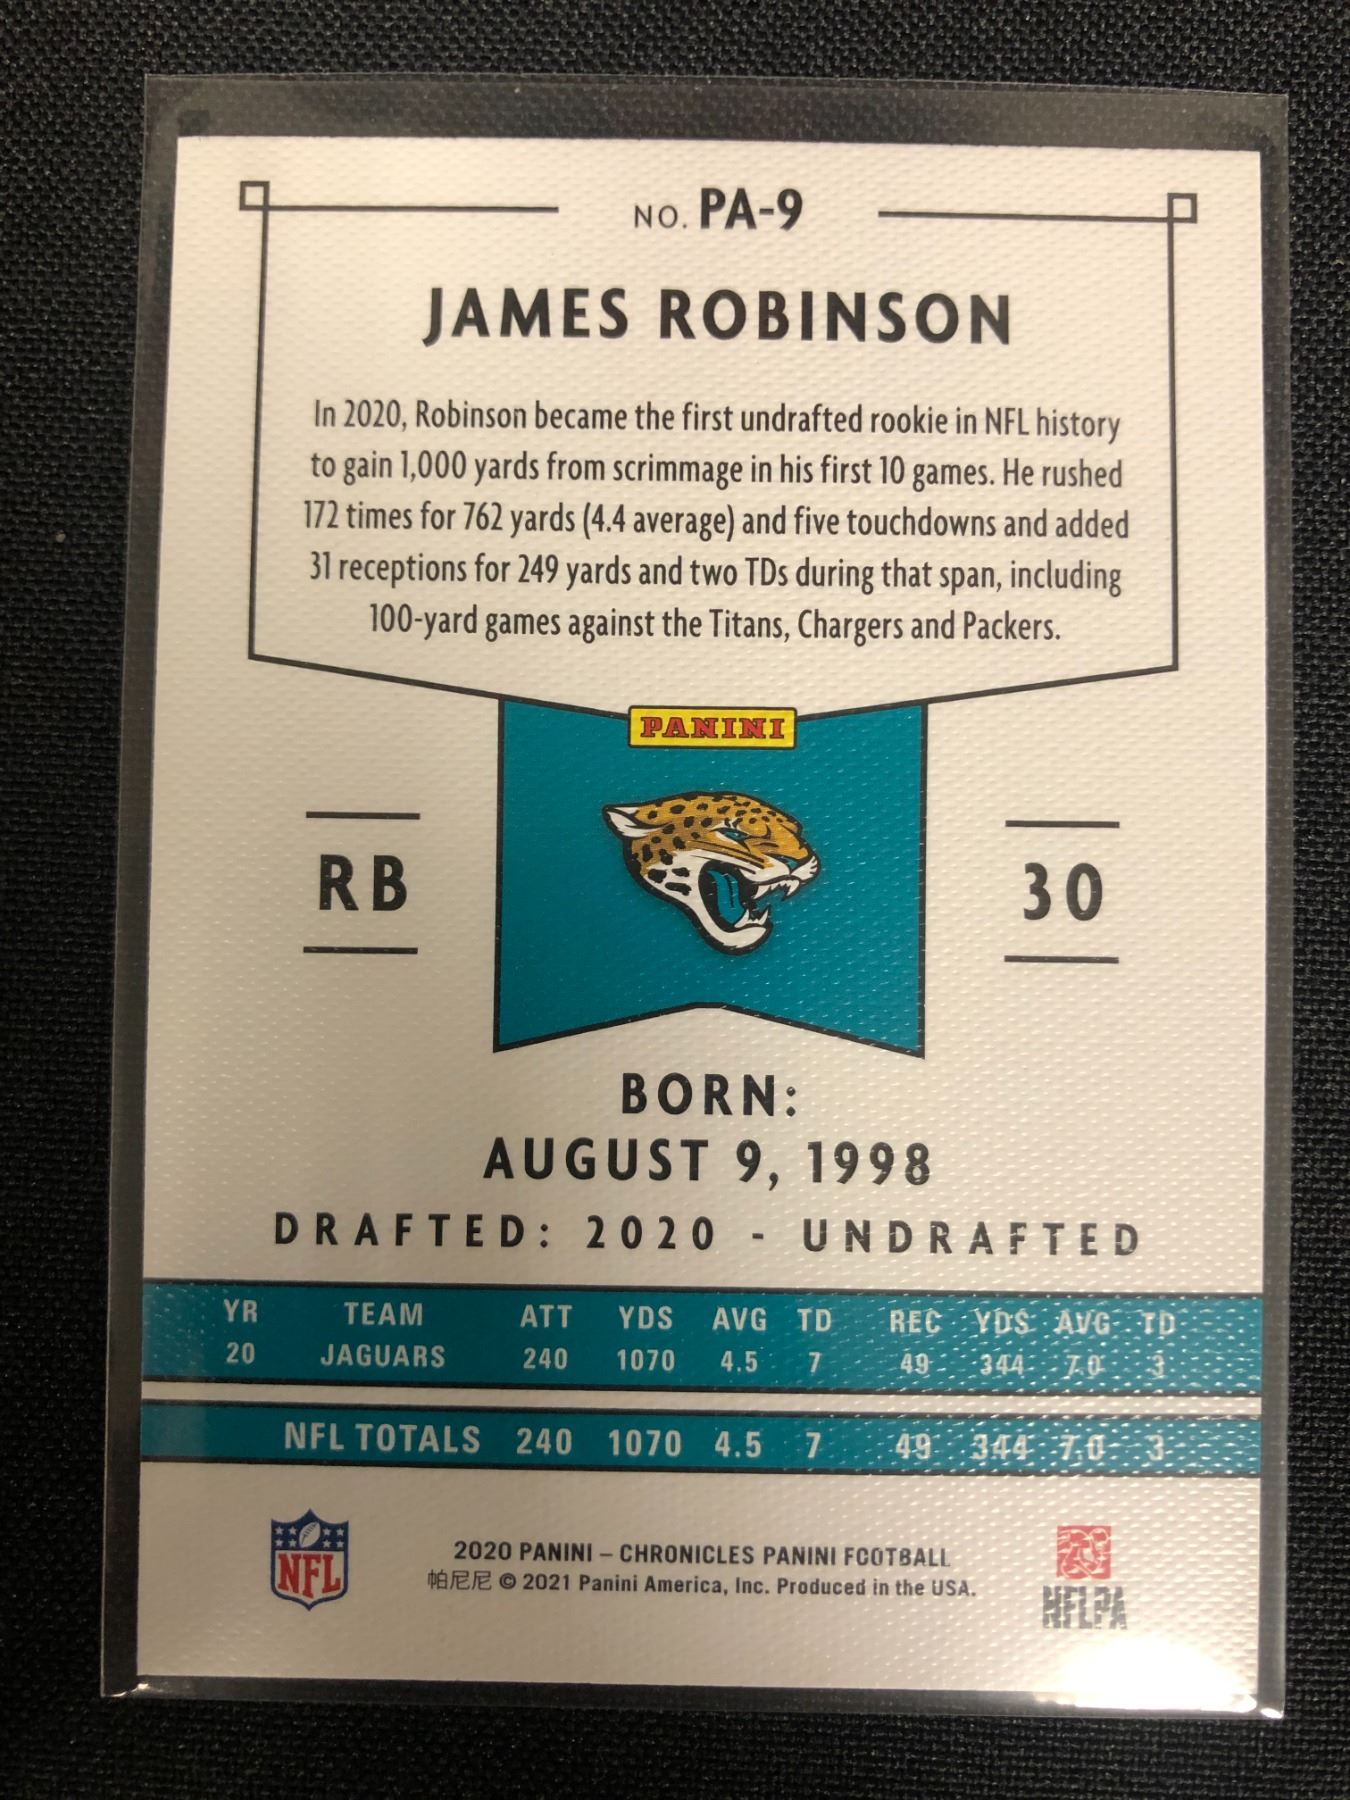 NO. PA-9
JAMES ROBINSON
In 2020, Robinson became the first undrafted rookie in NFL history
to gain 1,000 yards from scrimmage in his first 10 games. He rushed
172 times for 762 yards (4.4 average) and five touchdowns and added
31 receptions for 249 yards and two TDs during that span, including
100-yard games against the Titans, Chargers and Packers.
PANINI
RB
30
BORN:
AUGUST 9, 1998
DRAFTED: 2020 - UNDRAFTED
YR TEAM ATT YDS AVG TD REC YDS AVG TD
20 JAGUARS 240 1070 4.5 7 49 344 7.0 3
NFL TOTALS 240 1070 4.5 7 49 344 7.0 3
NFL
2020 PANINI – CHRONICLES PANINI FOOTBALL
帕尼尼 © 2021 Panini America, Inc. Produced in the USA.
NFLPA